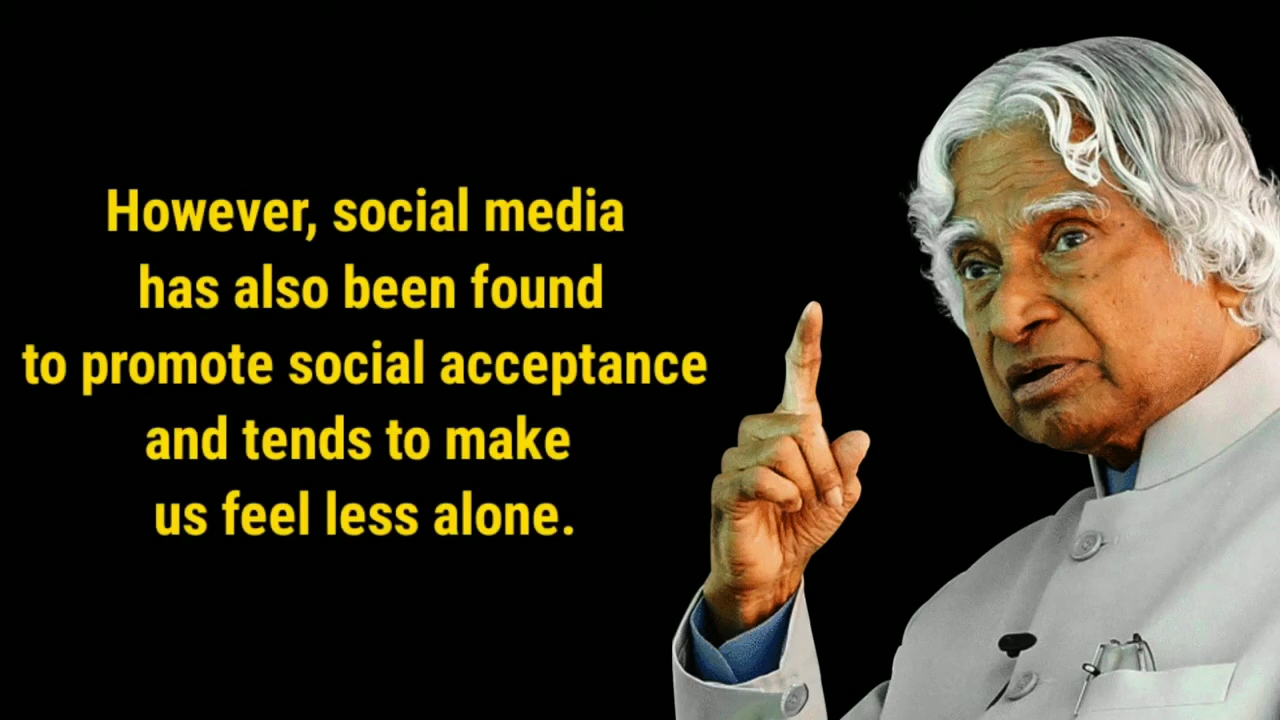 However, social media
has also been found
to promote social acceptance
and tends to make
us feel less alone.